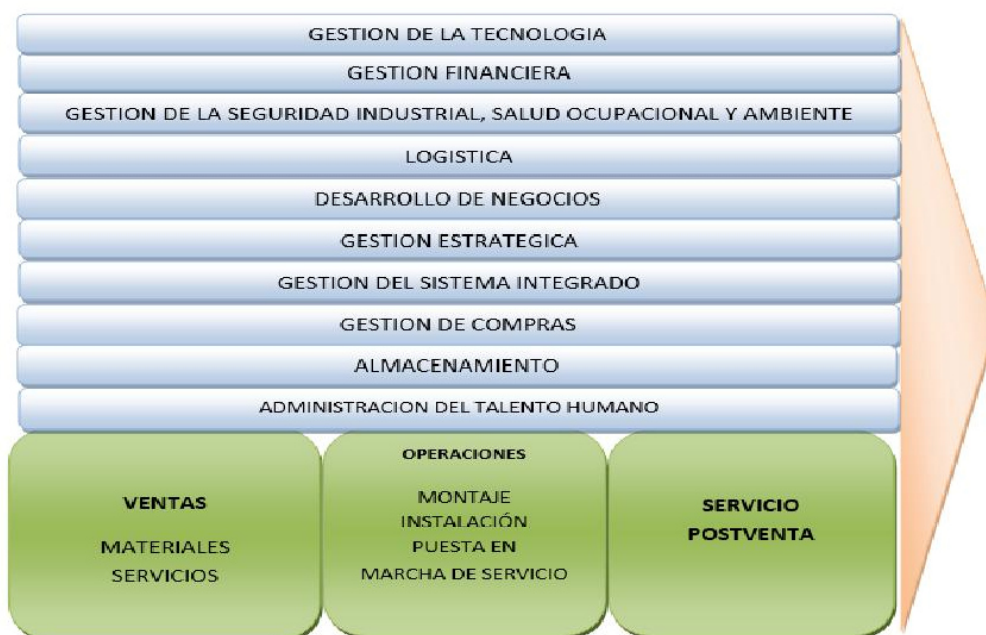 GESTION DE LA TECNOLOGIA
GESTION FINANCIERA
GESTION DE LA SEGURIDAD INDUSTRIAL, SALUD OCUPACIONAL Y AMBIENTE
LOGISTICA
DESARROLLO DE NEGOCIOS
GESTION ESTRATEGICA
GESTION DEL SISTEMA INTEGRADO
GESTION DE COMPRAS
ALMACENAMIENTO
ADMINISTRACION DEL TALENTO HUMANO
VENTAS
MATERIALES
SERVICIOS
OPERACIONES
MONTAJE
INSTALACIÓN
PUESTA EN
MARCHA DE SERVICIO
SERVICIO
POSTVENTA